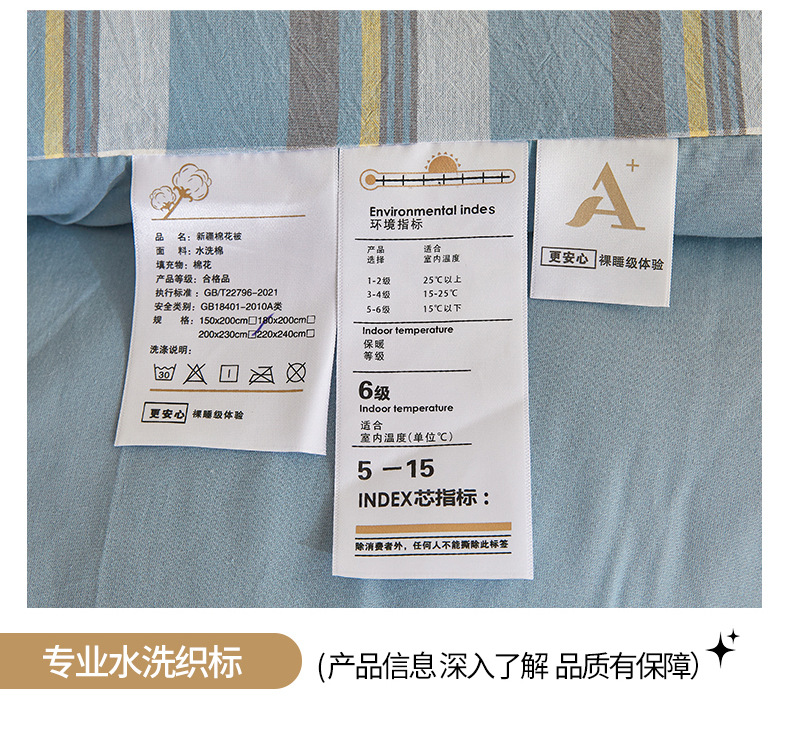 品 名：新疆棉花被
面 料：水洗棉
填充物：棉花
产品等级：合格品
执行标准：GB/T22796-2021
安全类别：GB18401-2010A类
规 格：150x200cm□180x200cm□
200x230cm□220x240cm□
洗涤说明：
30
更安心 裸睡级体验
Environmental indes
环境指标
产品 适合
选择 室内温度
1-2级 25℃以上
3-4级 15-25℃
5-6级 15℃以下
Indoor temperature
保暖
等级
6级
Indoor temperature
适合
室内温度(单位℃)
5 －15
INDEX芯指标：
除消费者外，任何人不能撕除此标签
A+
更安心 裸睡级体验
专业水洗织标
(产品信息 深入了解 品质有保障)